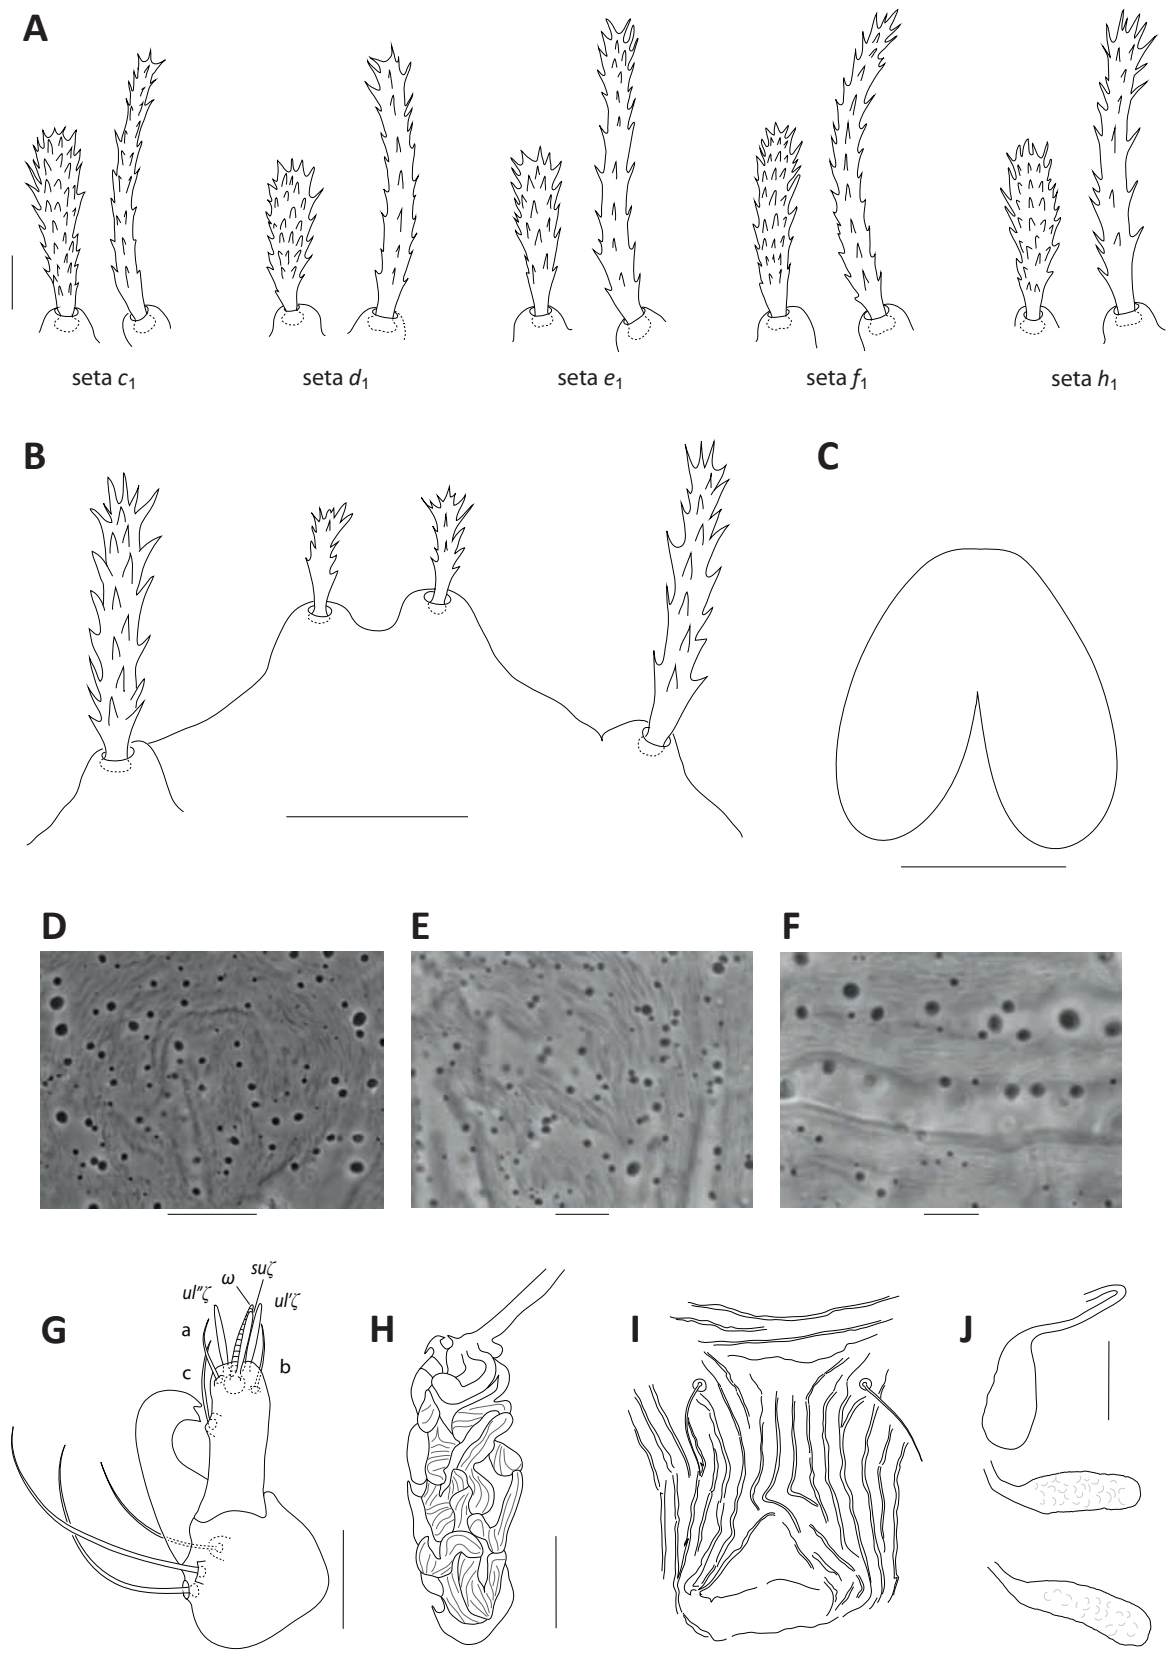 A
seta c₁ seta d₁ seta e₁ seta f₁ seta h₁
B C
D E F
ul″ζ ω suζ ul′ζ
G a c b H I J